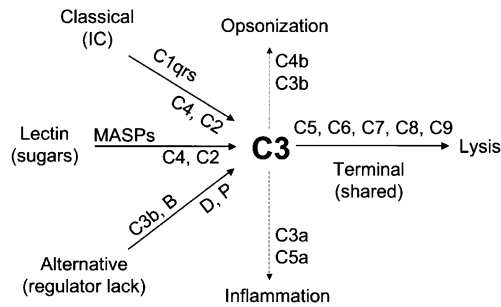 Classical
(IC)
Opsonization
C1qrs
C4, C2
C4b
C3b
Lectin
(sugars)
MASPs
C4, C2
C3
C5, C6, C7, C8, C9
Terminal
(shared)
Lysis
C3b, B
D, P
C3a
C5a
Alternative
(regulator lack)
Inflammation